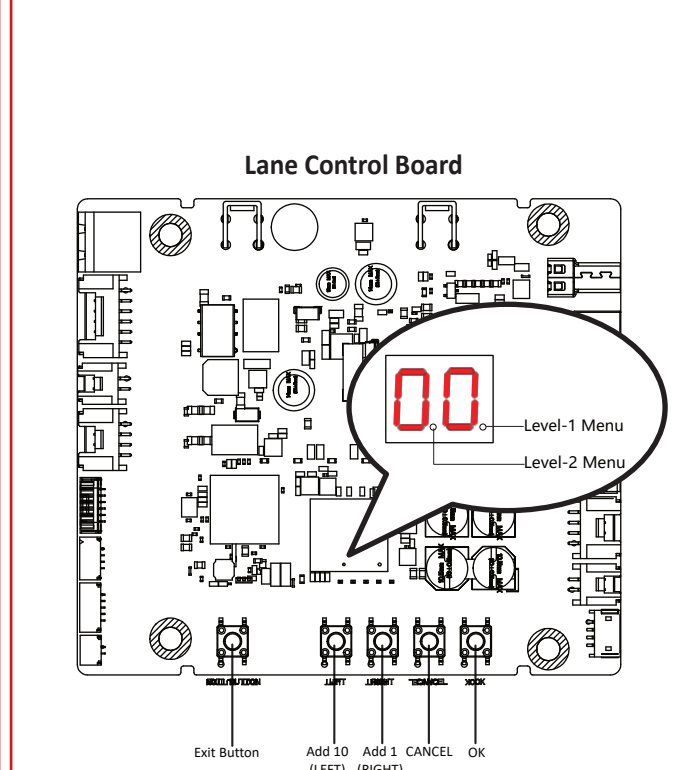 Lane Control Board
00
Level-1 Menu
Level-2 Menu
Exit Button
Add 10
(LEFT)
Add 1
(RIGHT)
CANCEL
OK